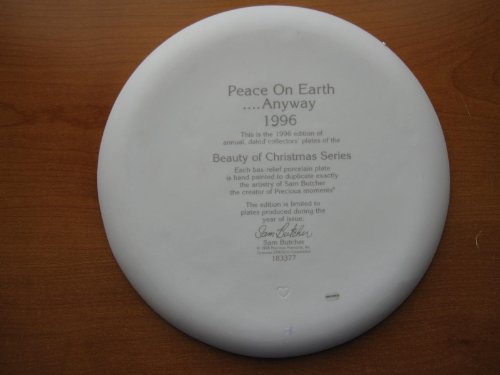 Peace On Earth
....Anyway
1996
This is the 1996 edition of
annual, dated collectors' plates of the
Beauty of Christmas Series
Each bas-relief porcelain plate
is hand painted to duplicate exactly
the artistry of Sam Butcher
the creator of Precious moments®
The edition is limited to
plates produced during the
year of issue.
Sam Butcher
Sam Butcher
183377